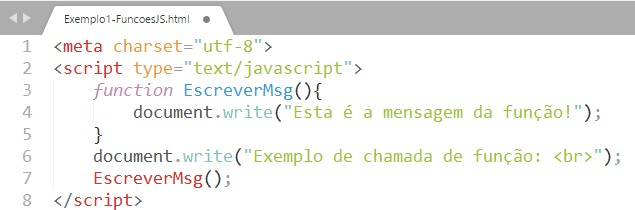 Exemplo1-FuncoesJS.html
1 <meta charset="utf-8">
2 <script type="text/javascript">
3 function EscreverMsg(){
4 document.write("Esta é a mensagem da função!");
5 }
6 document.write("Exemplo de chamada de função: <br>");
7 EscreverMsg();
8 </script>